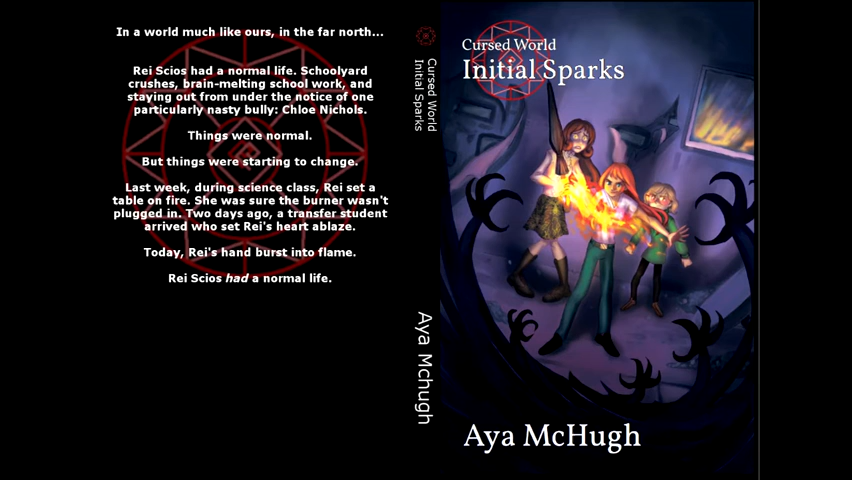 In a world much like ours, in the far north...
Rei Scios had a normal life. Schoolyard
crushes, brain-melting school work, and
staying out from under the notice of one
particularly nasty bully: Chloe Nichols.
Things were normal.
But things were starting to change.
Last week, during science class, Rei set a
table on fire. She was sure the burner wasn't
plugged in. Two days ago, a transfer student
arrived who set Rei's heart ablaze.
Today, Rei's hand burst into flame.
Rei Scios had a normal life.
Cursed World
Initial Sparks
Aya Mchugh
Cursed World
Initial Sparks
Aya McHugh